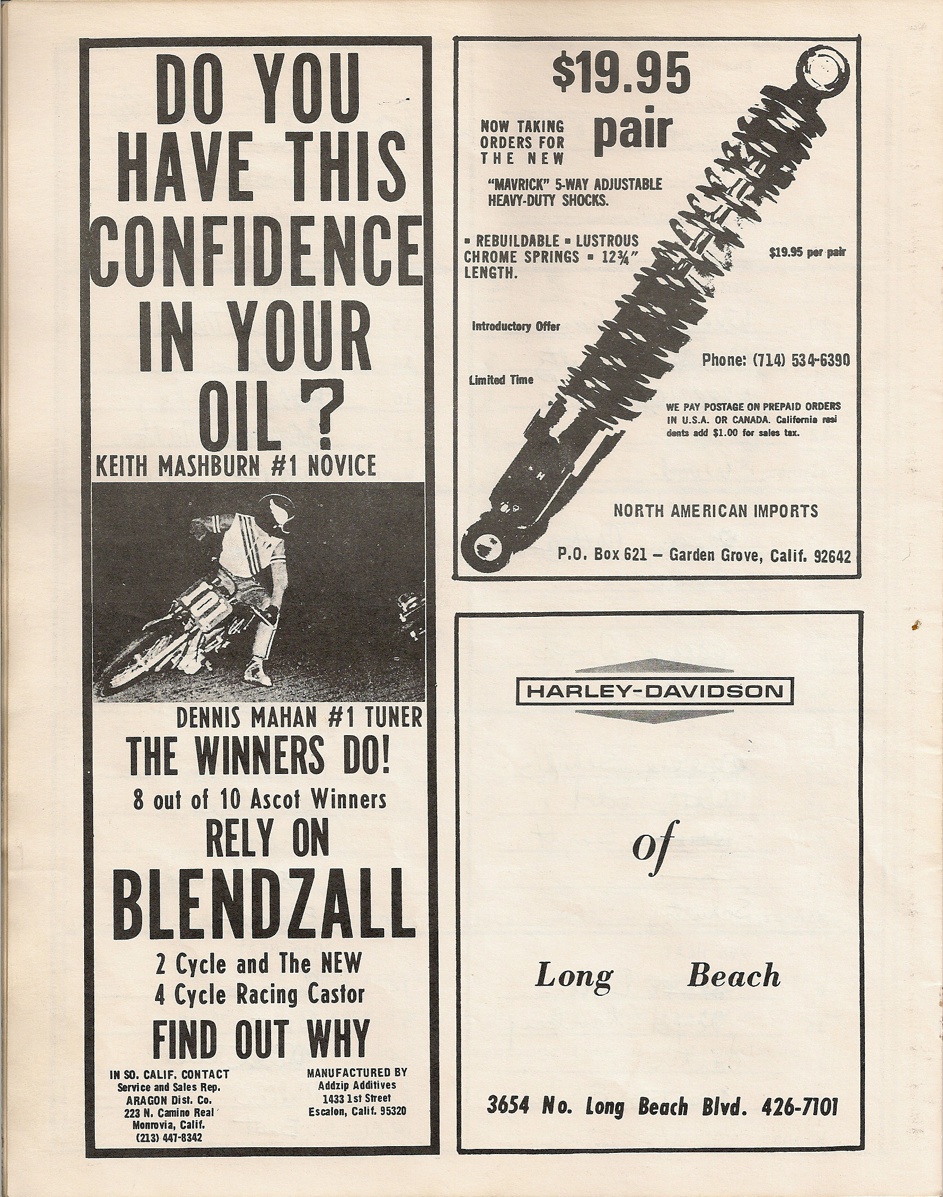 DO YOU
HAVE THIS
CONFIDENCE
IN YOUR
OIL?
KEITH MASHBURN #1 NOVICE
101
DENNIS MAHAN #1 TUNER
THE WINNERS DO!
8 out of 10 Ascot Winners
RELY ON
BLENDZALL
2 Cycle and The NEW
4 Cycle Racing Castor
FIND OUT WHY
IN SO. CALIF. CONTACT
Service and Sales Rep.
ARAGON Dist. Co.
223 N. Camino Real
Monrovia, Calif.
(213) 447-8342
MANUFACTURED BY
Addzip Additives
1433 1st Street
Escalon, Calif. 95320
$19.95
pair
NOW TAKING
ORDERS FOR
THE NEW
"MAVRICK" 5-WAY ADJUSTABLE
HEAVY-DUTY SHOCKS.
▪ REBUILDABLE ▪ LUSTROUS
CHROME SPRINGS ▪ 12¾"
LENGTH.
$19.95 per pair
Introductory Offer
Phone: (714) 534-6390
Limited Time
WE PAY POSTAGE ON PREPAID ORDERS
IN U.S.A. OR CANADA. California resi
dents add $1.00 for sales tax.
NORTH AMERICAN IMPORTS
P.O. Box 621 – Garden Grove, Calif. 92642
HARLEY-DAVIDSON
of
Long Beach
3654 No. Long Beach Blvd. 426-7101